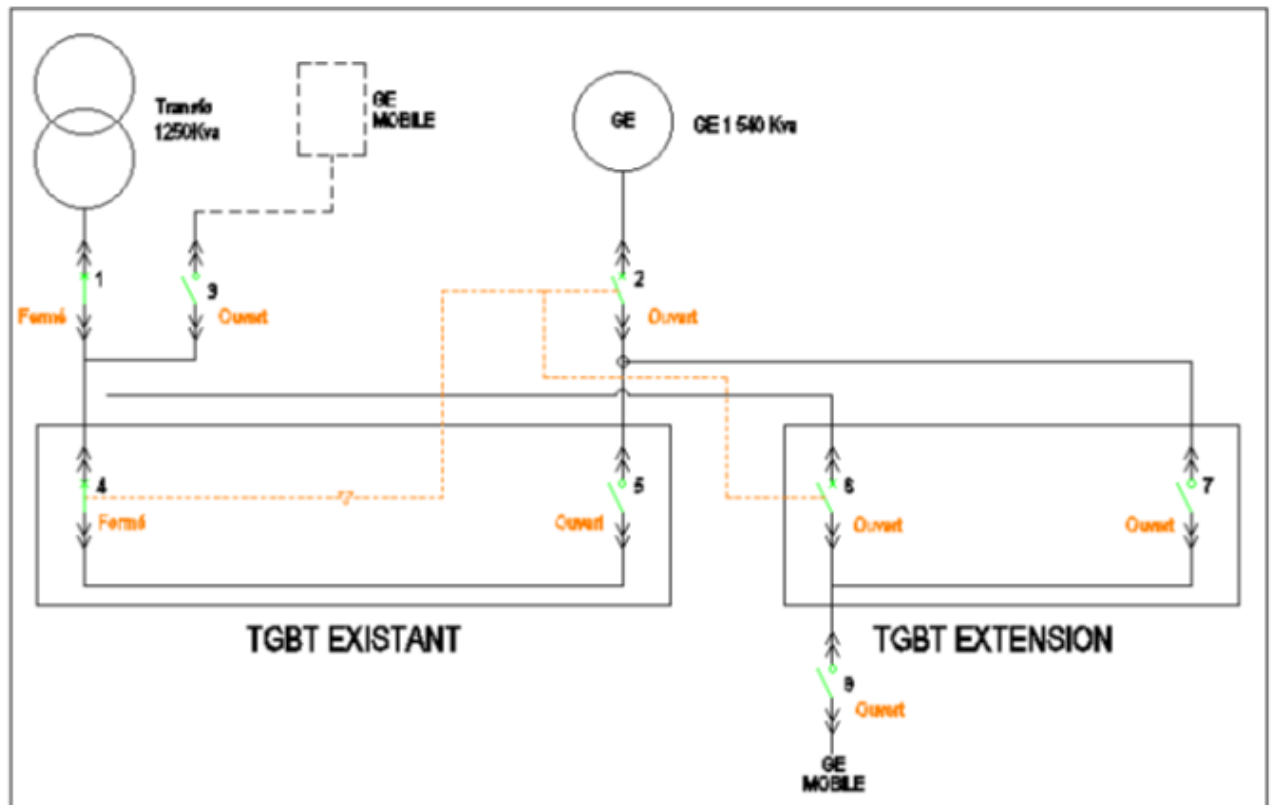 Transfo
1250Kva
GE
MOBILE
GE
GE 1 540 Kva
1
3
2
Fermé
Ouvert
Ouvert
4
5
6
7
Fermé
Ouvert
Ouvert
Ouvert
TGBT EXISTANT
TGBT EXTENSION
9
Ouvert
GE
MOBILE